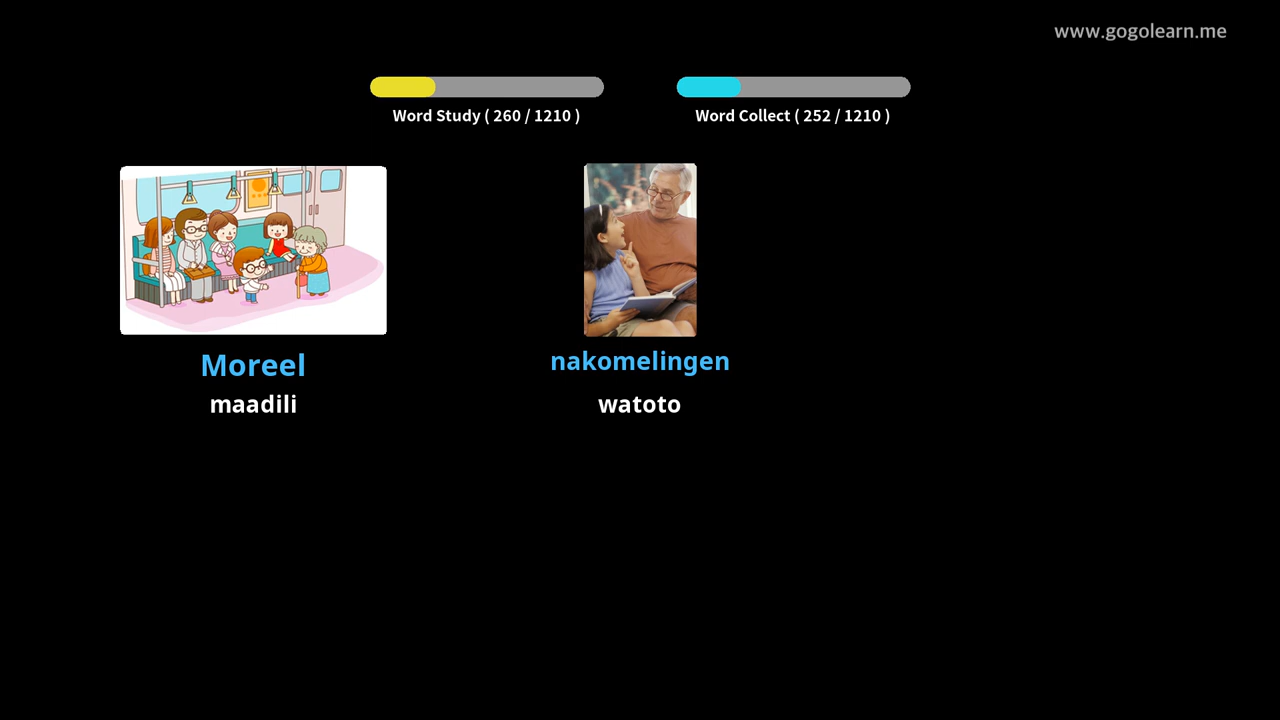 www.gogolearn.me
Word Study ( 260 / 1210 )
Word Collect ( 252 / 1210 )
Moreel
maadili
nakomelingen
watoto